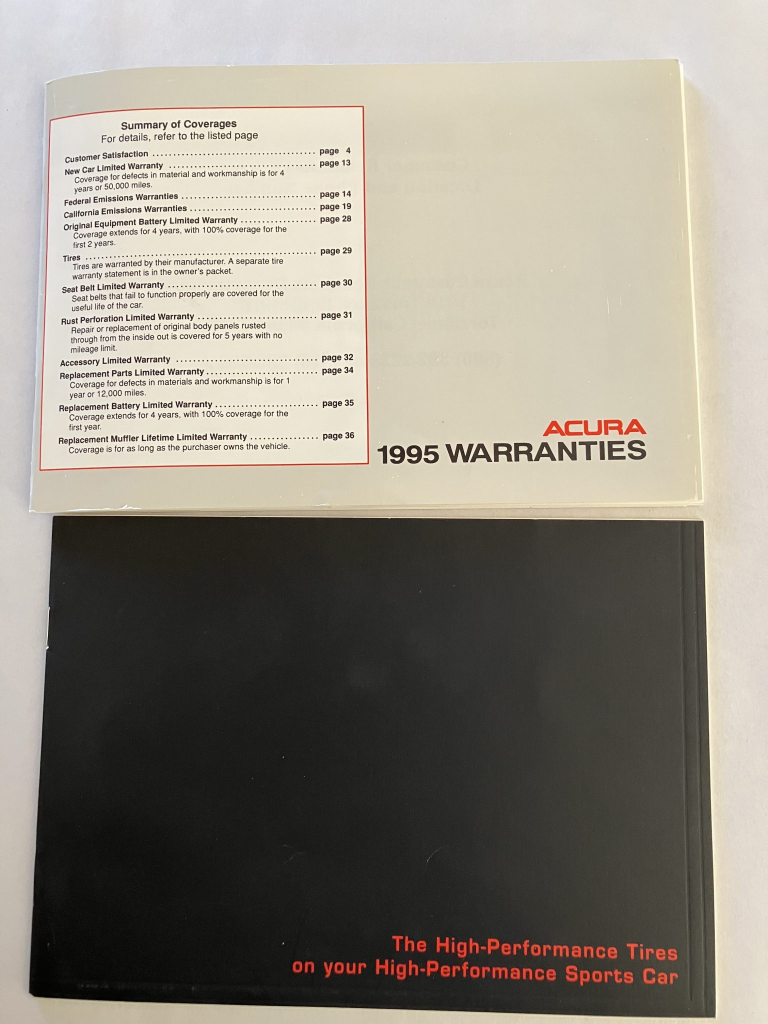 Summary of Coverages
For details, refer to the listed page
Customer Satisfaction ........................................ page 4
New Car Limited Warranty .................................... page 13
Coverage for defects in material and workmanship is for 4
years or 50,000 miles.
Federal Emissions Warranties ................................. page 14
California Emissions Warranties ............................... page 19
Original Equipment Battery Limited Warranty ................... page 28
Coverage extends for 4 years, with 100% coverage for the
first 2 years.
Tires ......................................................... page 29
Tires are warranted by their manufacturer. A separate tire
warranty statement is in the owner's packet.
Seat Belt Limited Warranty .................................... page 30
Seat belts that fail to function properly are covered for the
useful life of the car.
Rust Perforation Limited Warranty ............................. page 31
Repair or replacement of original body panels rusted
through from the inside out is covered for 5 years with no
mileage limit.
Accessory Limited Warranty ................................... page 32
Replacement Parts Limited Warranty ........................... page 34
Coverage for defects in materials and workmanship is for 1
year or 12,000 miles.
Replacement Battery Limited Warranty ......................... page 35
Coverage extends for 4 years, with 100% coverage for the
first year.
Replacement Muffler Lifetime Limited Warranty ................. page 36
Coverage is for as long as the purchaser owns the vehicle.
ACURA
1995 WARRANTIES
The High-Performance Tires
on your High-Performance Sports Car